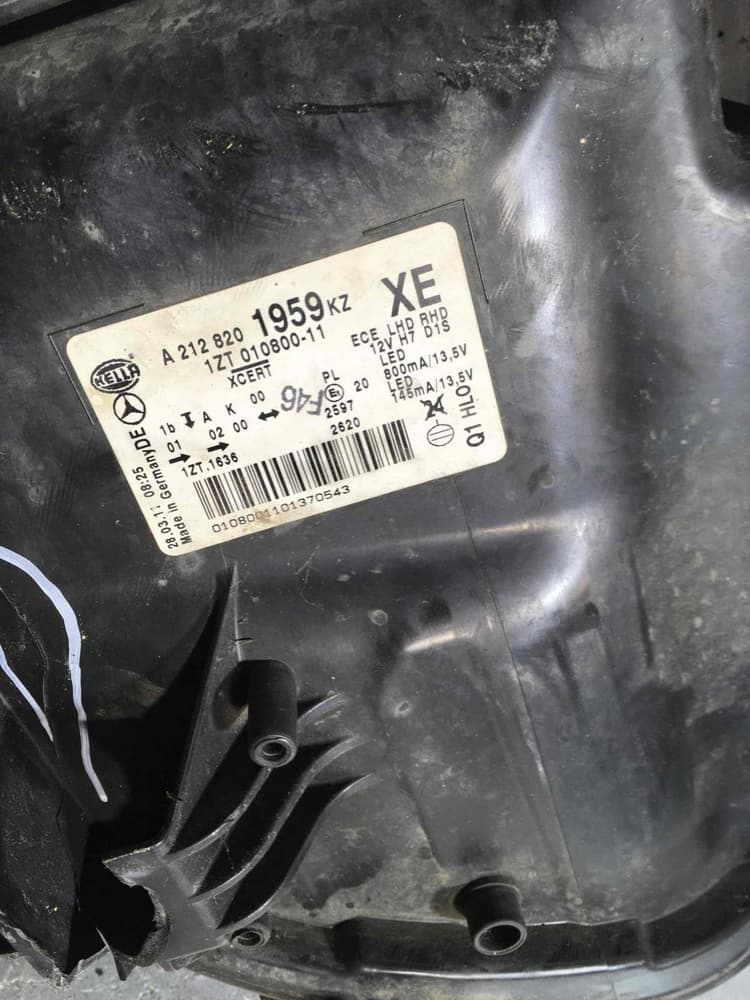 XE
A 212 820 1959 KZ
1ZT 010800-11
XCERT
ECE LHD RHD
12V H7 D1S
LED
800mA/13,5V
LED
145mA/13,5V
HELLA
1b A K 00 PL
01 02 00 F46 E1 20
2597
2620
1ZT.1636
Q1 HL0
DE
0108001101370543
28.03.11; 08:25
Made in Germany